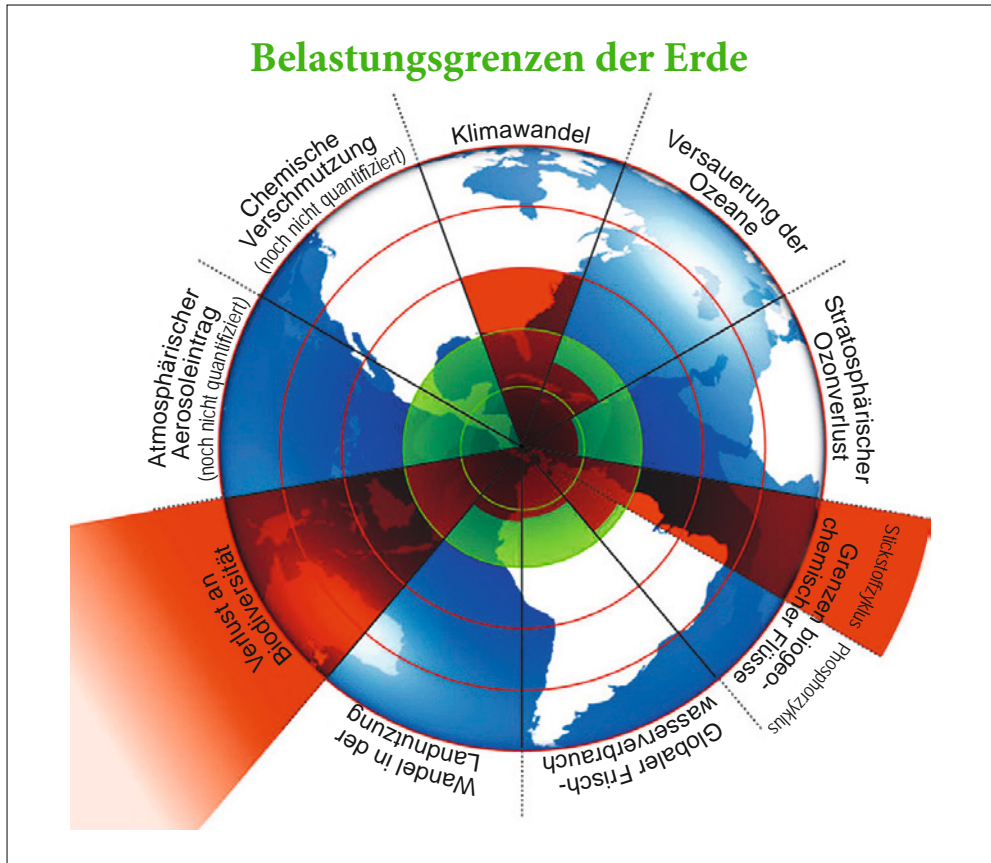 Belastungsgrenzen der Erde
Klimawandel
Versauerung der
Ozeane
Stratosphärischer
Ozonverlust
Stickstoffzyklus
Grenzen biogeo-
chemischer Flüsse
Phosphorzyklus
Globaler Frisch-
wasserverbrauch
Wandel in der
Landnutzung
Verlust an
Biodiversität
Atmosphärischer
Aerosoleintrag
(noch nicht quantifiziert)
Chemische
Verschmutzung
(noch nicht quantifiziert)